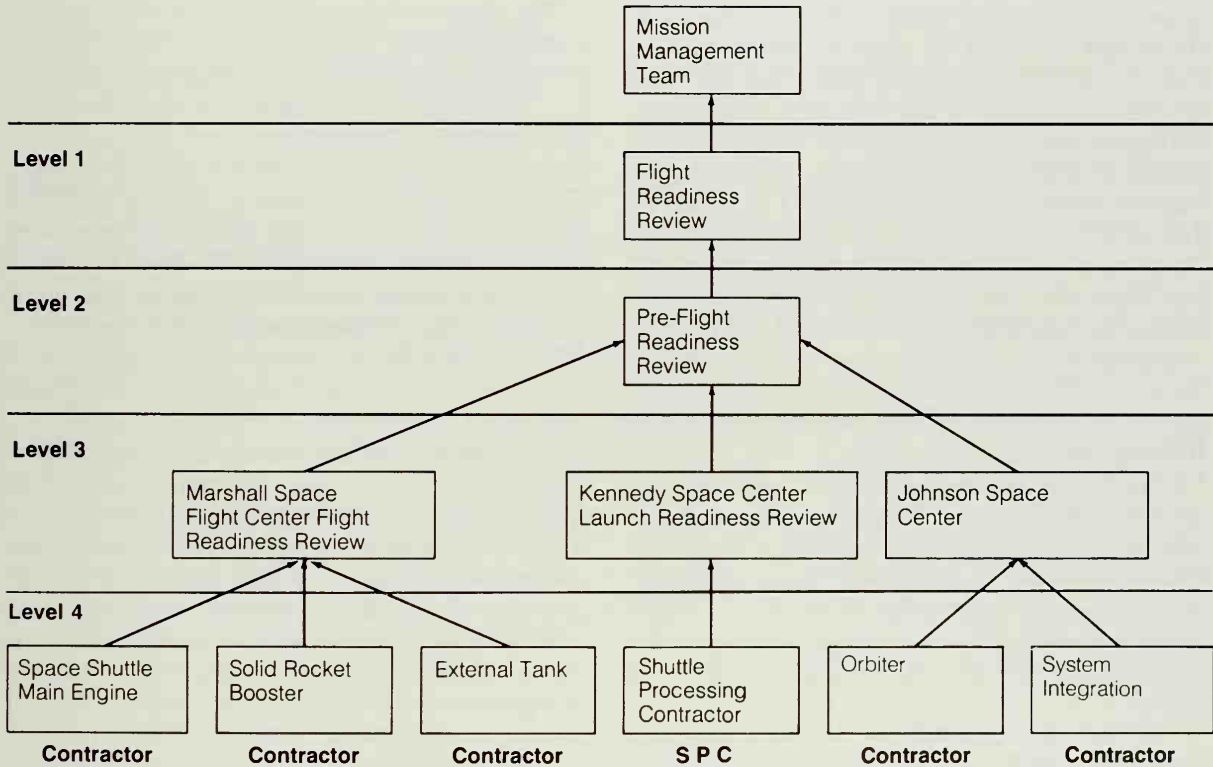 Mission
Management
Team
Level 1
Flight
Readiness
Review
Level 2
Pre-Flight
Readiness
Review
Level 3
Marshall Space
Flight Center Flight
Readiness Review
Kennedy Space Center
Launch Readiness Review
Johnson Space
Center
Level 4
Space Shuttle
Main Engine
Solid Rocket
Booster
External Tank
Shuttle
Processing
Contractor
Orbiter
System
Integration
Contractor
Contractor
Contractor
S P C
Contractor
Contractor